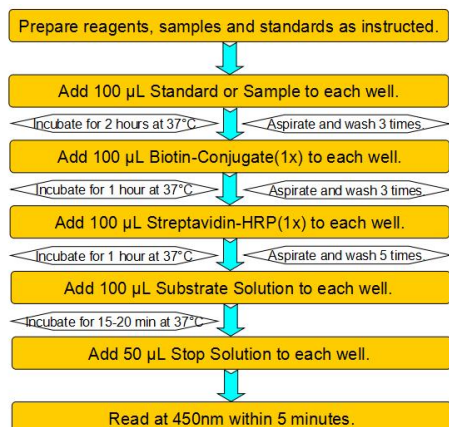 Prepare reagents, samples and standards as instructed.
Add 100 µL Standard or Sample to each well.
Incubate for 2 hours at 37°C
Aspirate and wash 3 times.
Add 100 µL Biotin-Conjugate(1x) to each well.
Incubate for 1 hour at 37°C
Aspirate and wash 3 times.
Add 100 µL Streptavidin-HRP(1x) to each well.
Incubate for 1 hour at 37°C
Aspirate and wash 5 times.
Add 100 µL Substrate Solution to each well.
Incubate for 15-20 min at 37°C
Add 50 µL Stop Solution to each well.
Read at 450nm within 5 minutes.